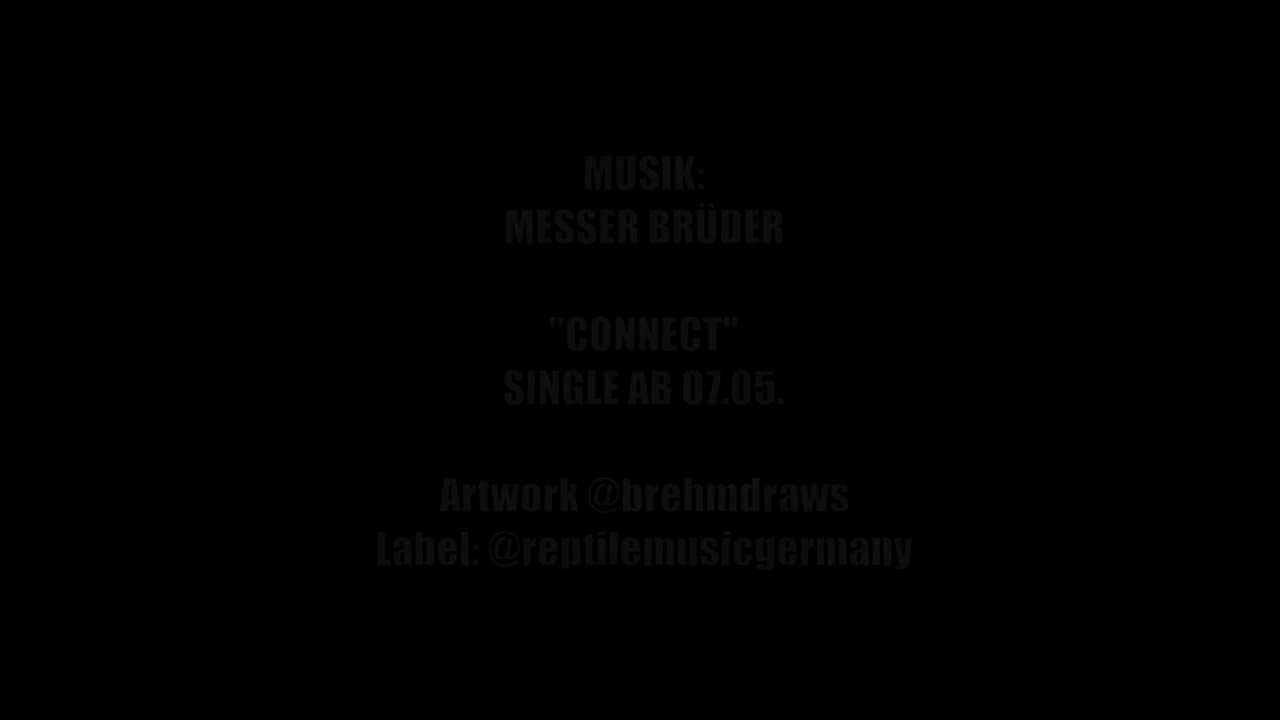 MUSIK:
MESSER BRÜDER
"CONNECT"
SINGLE AB 07.05.
Artwork @brehmdraws
Label: @reptilemusicgermany